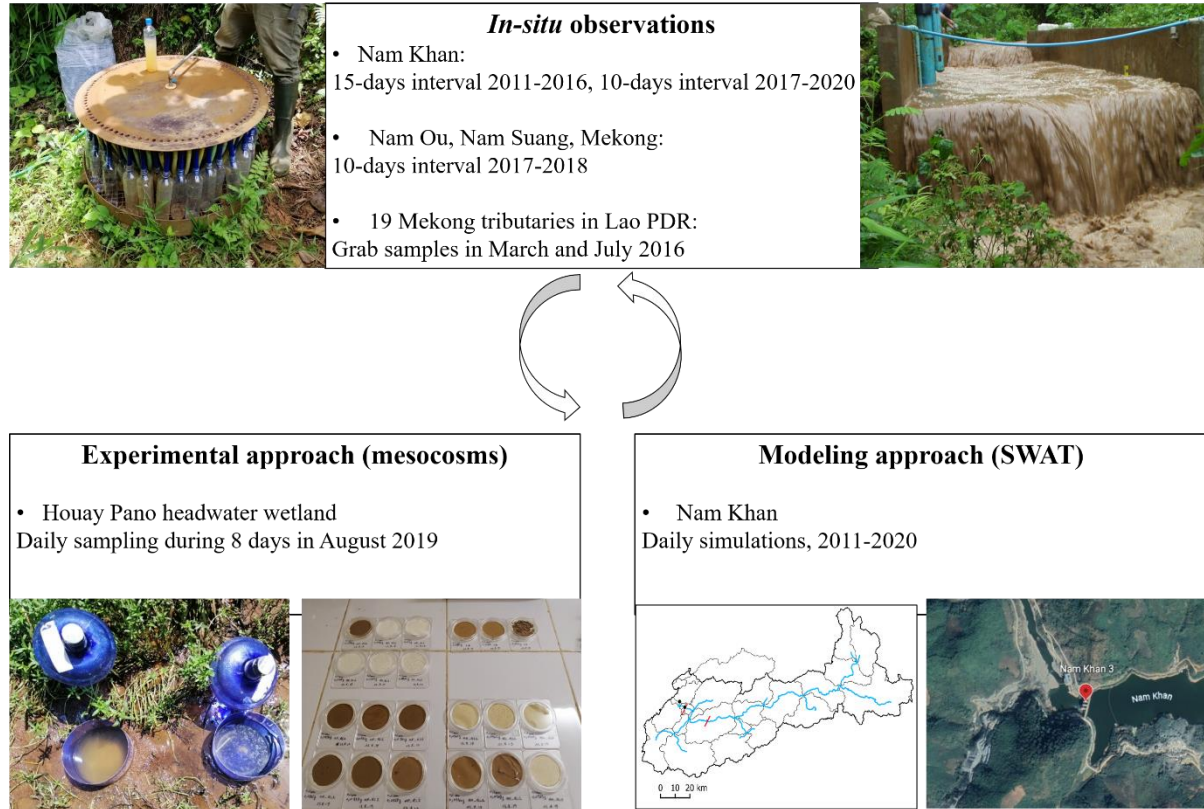 In-situ observations
• Nam Khan:
15-days interval 2011-2016, 10-days interval 2017-2020
• Nam Ou, Nam Suang, Mekong:
10-days interval 2017-2018
• 19 Mekong tributaries in Lao PDR:
Grab samples in March and July 2016
Experimental approach (mesocosms)
• Houay Pano headwater wetland
Daily sampling during 8 days in August 2019
Modeling approach (SWAT)
• Nam Khan
Daily simulations, 2011-2020
0 10 20 km
Nam Khan 3
Nam Khan